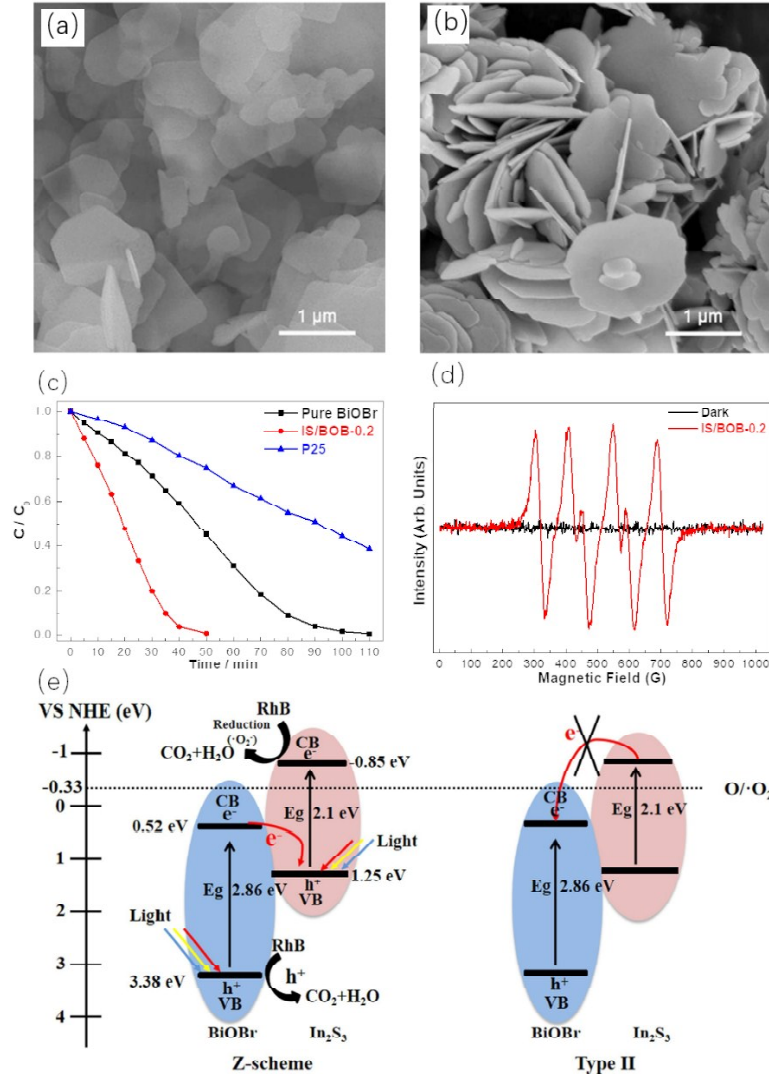 (a)
(b)
1 μm
1 μm
(c)
(d)
Pure BiOBr
IS/BOB-0.2
P25
C / C0
1.0
0.8
0.6
0.4
0.2
0.0
0 10 20 30 40 50 60 70 80 90 100 110
Time / min
Dark
IS/BOB-0.2
Intensity (Arb. Units)
0 100 200 300 400 500 600 700 800 900 1000
Magnetic Field (G)
(e)
VS NHE (eV)
-1
-0.33
0
1
2
3
4
RhB
Reduction
(·O₂⁻)
CO₂+H₂O
CB
e⁻
-0.85 eV
Eg 2.1 eV
h⁺
VB
1.25 eV
Light
CB
e⁻
0.52 eV
e⁻
Eg 2.86 eV
Light
3.38 eV
h⁺
VB
RhB
h⁺
CO₂+H₂O
BiOBr
In₂S₃
Z-scheme
e⁻
O/·O₂
CB
e⁻
Eg 2.1 eV
Eg 2.86 eV
h⁺
VB
BiOBr
In₂S₃
Type II